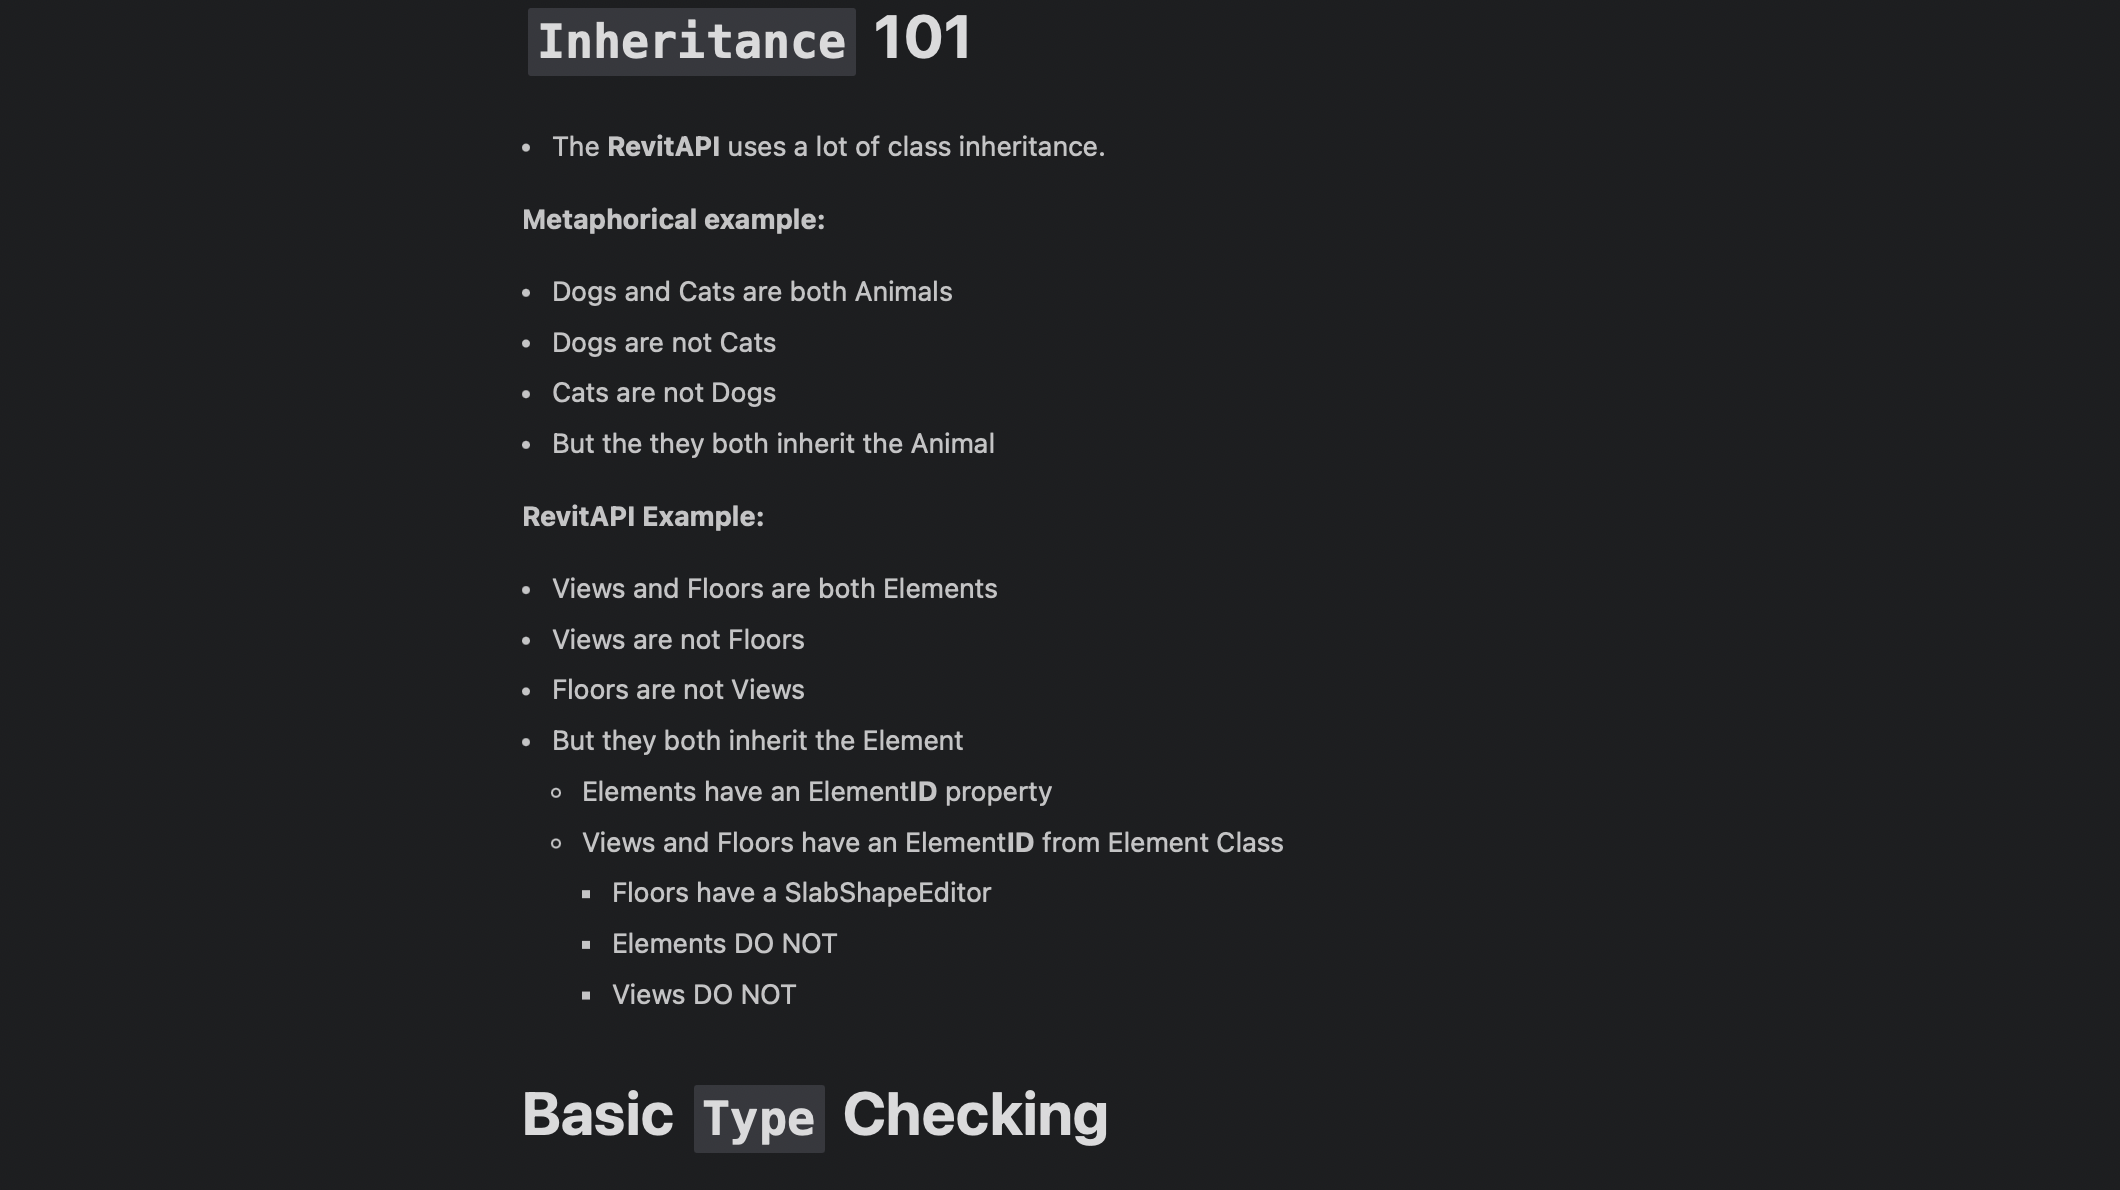 Inheritance 101
The RevitAPI uses a lot of class inheritance.
Metaphorical example:
Dogs and Cats are both Animals
Dogs are not Cats
Cats are not Dogs
But the they both inherit the Animal
RevitAPI Example:
Views and Floors are both Elements
Views are not Floors
Floors are not Views
But they both inherit the Element
Elements have an ElementID property
Views and Floors have an ElementID from Element Class
Floors have a SlabShapeEditor
Elements DO NOT
Views DO NOT
Basic Type Checking